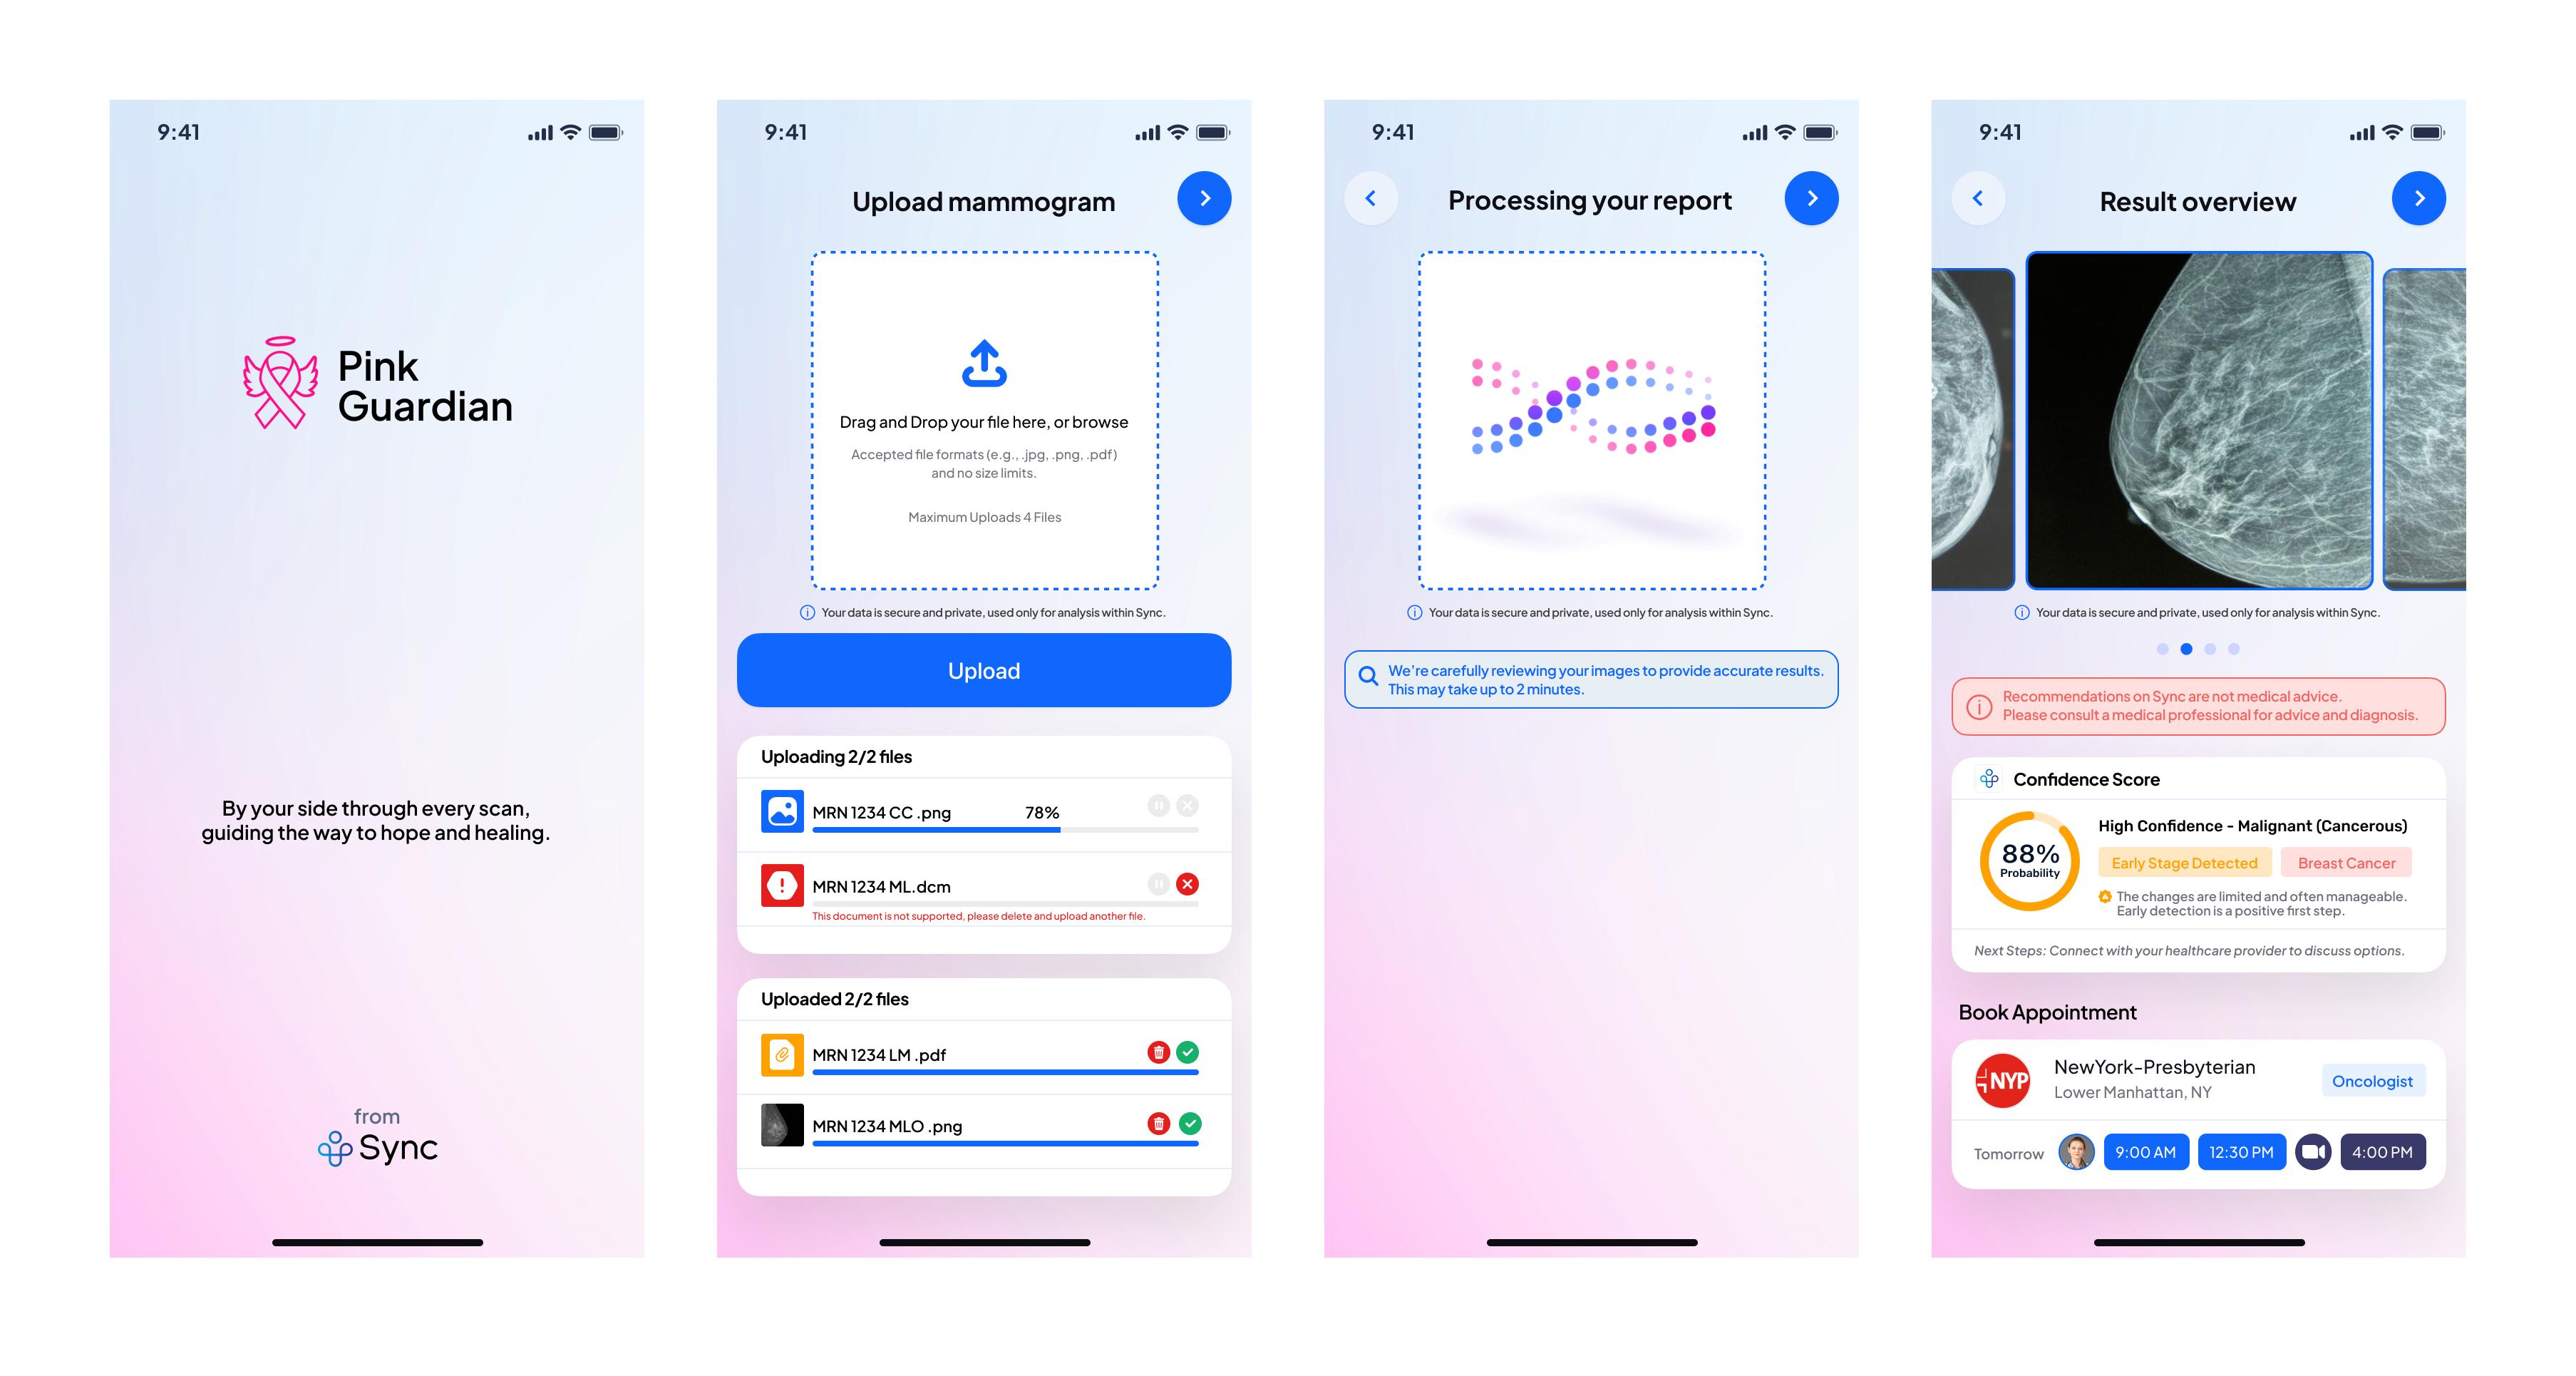 9:41
Pink
Guardian
By your side through every scan,
guiding the way to hope and healing.
from
Sync
9:41
Upload mammogram
Drag and Drop your file here, or browse
Accepted file formats (e.g., .jpg, .png, .pdf)
and no size limits.
Maximum Uploads 4 Files
Your data is secure and private, used only for analysis within Sync.
Upload
Uploading 2/2 files
MRN 1234 CC .png 78%
MRN 1234 ML.dcm
This document is not supported, please delete and upload another file.
Uploaded 2/2 files
MRN 1234 LM .pdf
MRN 1234 MLO .png
9:41
Processing your report
Your data is secure and private, used only for analysis within Sync.
We're carefully reviewing your images to provide accurate results.
This may take up to 2 minutes.
9:41
Result overview
Your data is secure and private, used only for analysis within Sync.
Recommendations on Sync are not medical advice.
Please consult a medical professional for advice and diagnosis.
Confidence Score
88%
Probability
High Confidence - Malignant (Cancerous)
Early Stage Detected Breast Cancer
The changes are limited and often manageable.
Early detection is a positive first step.
Next Steps: Connect with your healthcare provider to discuss options.
Book Appointment
NYP
NewYork-Presbyterian
Lower Manhattan, NY
Oncologist
Tomorrow 9:00 AM 12:30 PM 4:00 PM